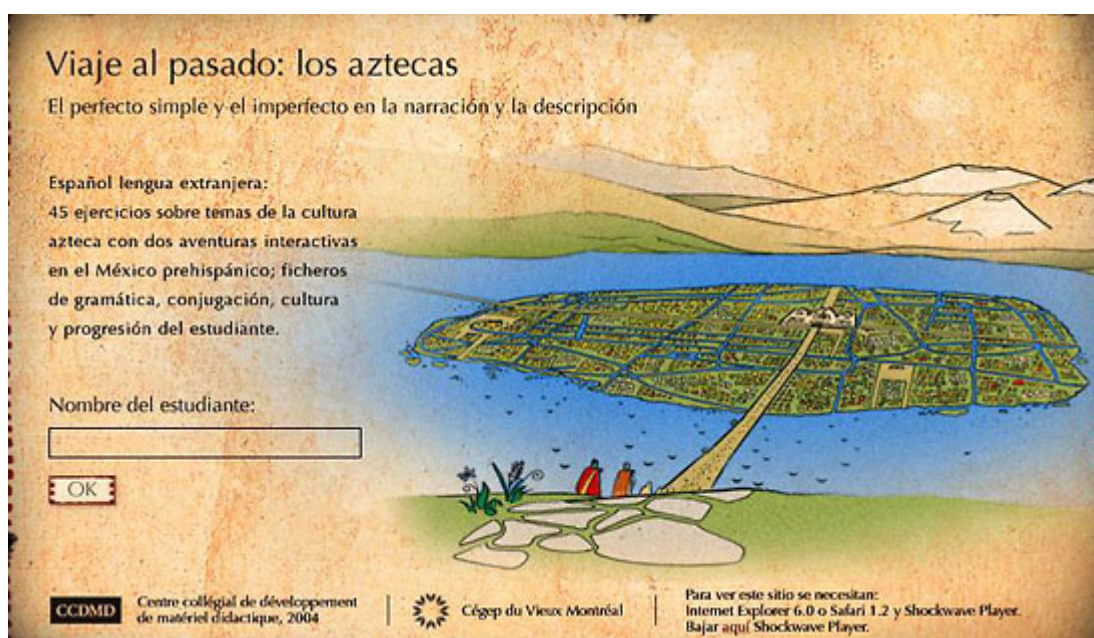 Viaje al pasado: los aztecas
El perfecto simple y el imperfecto en la narración y la descripción
Español lengua extranjera:
45 ejercicios sobre temas de la cultura
azteca con dos aventuras interactivas
en el México prehispánico; ficheros
de gramática, conjugación, cultura
y progresión del estudiante.
Nombre del estudiante:
OK
CCDMD
Centre collégial de développement
de matériel didactique, 2004
Cégep du Vieux Montréal
Para ver este sitio se necesitan:
Internet Explorer 6.0 o Safari 1.2 y Shockwave Player.
Bajar aquí Shockwave Player.